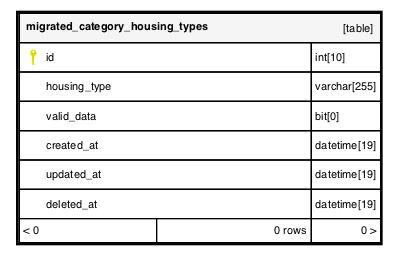 migrated_category_housing_types [table]
id int[10]
housing_type varchar[255]
valid_data bit[0]
created_at datetime[19]
updated_at datetime[19]
deleted_at datetime[19]
< 0 0 rows 0 >